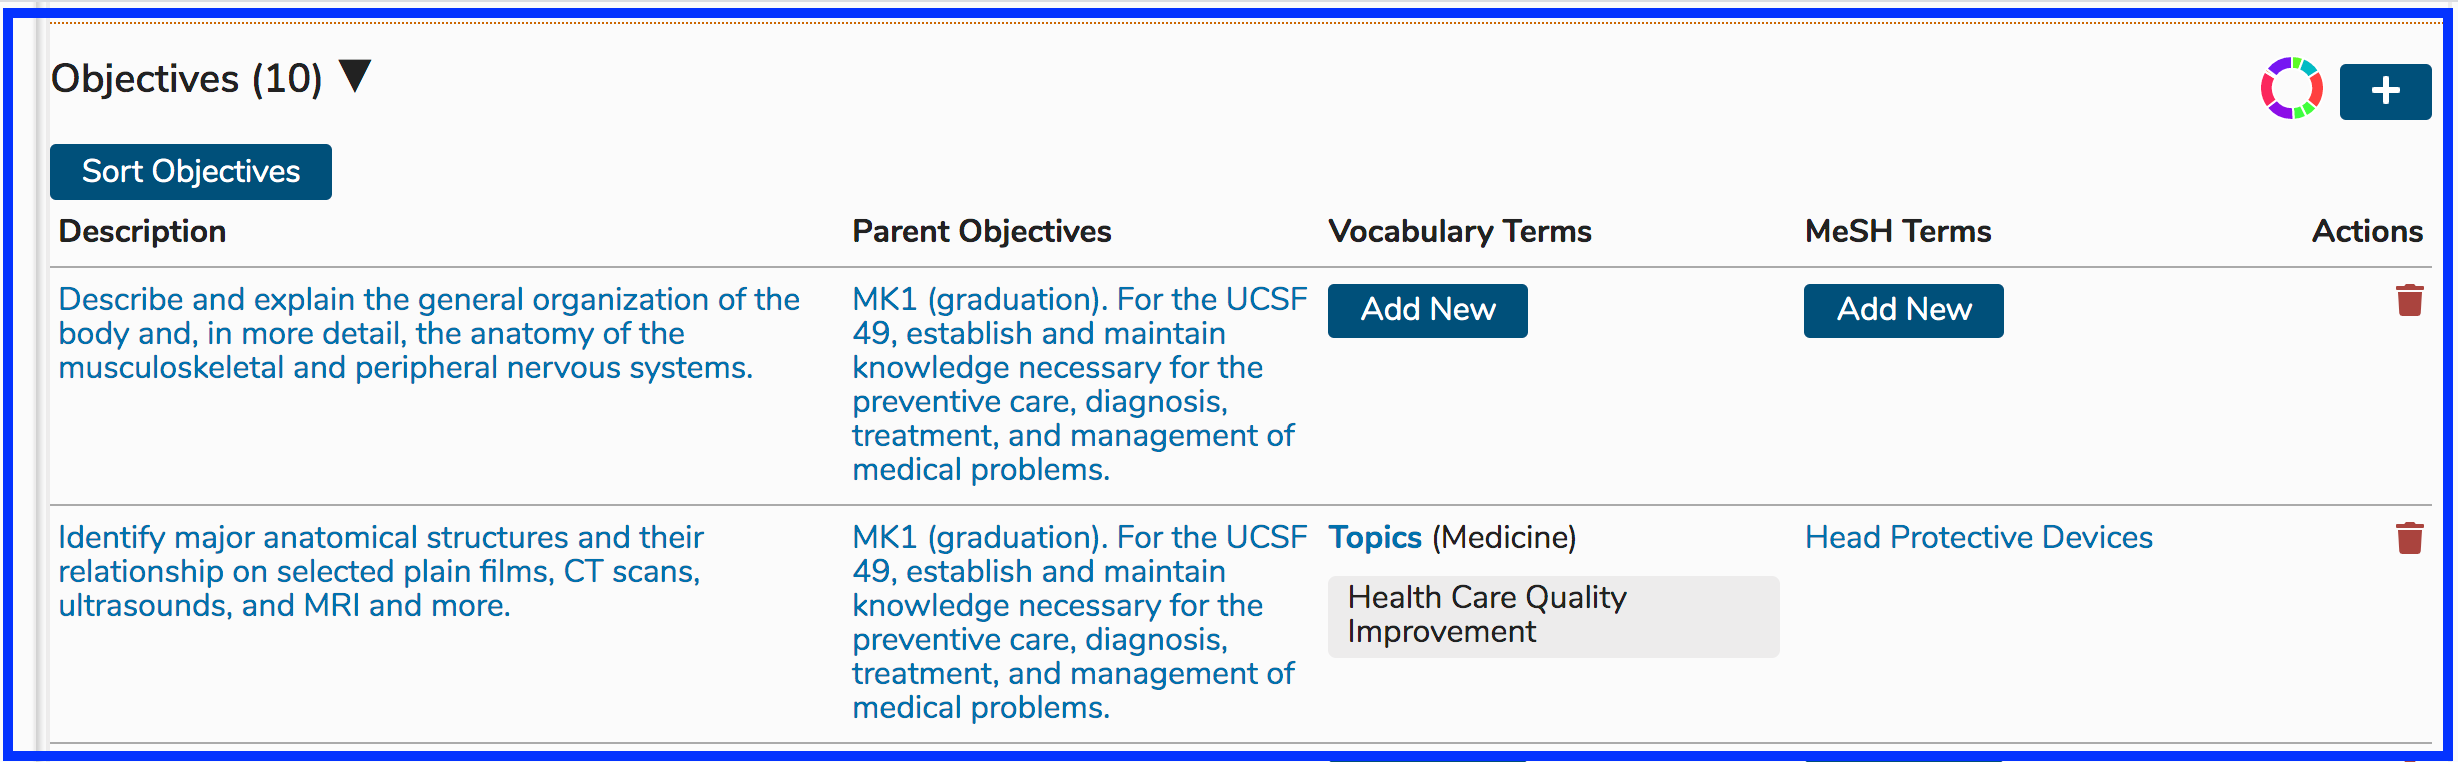 Objectives (10) ▼
+
Sort Objectives
Description Parent Objectives Vocabulary Terms MeSH Terms Actions
Describe and explain the general organization of the
body and, in more detail, the anatomy of the
musculoskeletal and peripheral nervous systems.
MK1 (graduation). For the UCSF
49, establish and maintain
knowledge necessary for the
preventive care, diagnosis,
treatment, and management of
medical problems.
Add New
Add New
Identify major anatomical structures and their
relationship on selected plain films, CT scans,
ultrasounds, and MRI and more.
MK1 (graduation). For the UCSF
49, establish and maintain
knowledge necessary for the
preventive care, diagnosis,
treatment, and management of
medical problems.
Topics (Medicine)
Health Care Quality
Improvement
Head Protective Devices